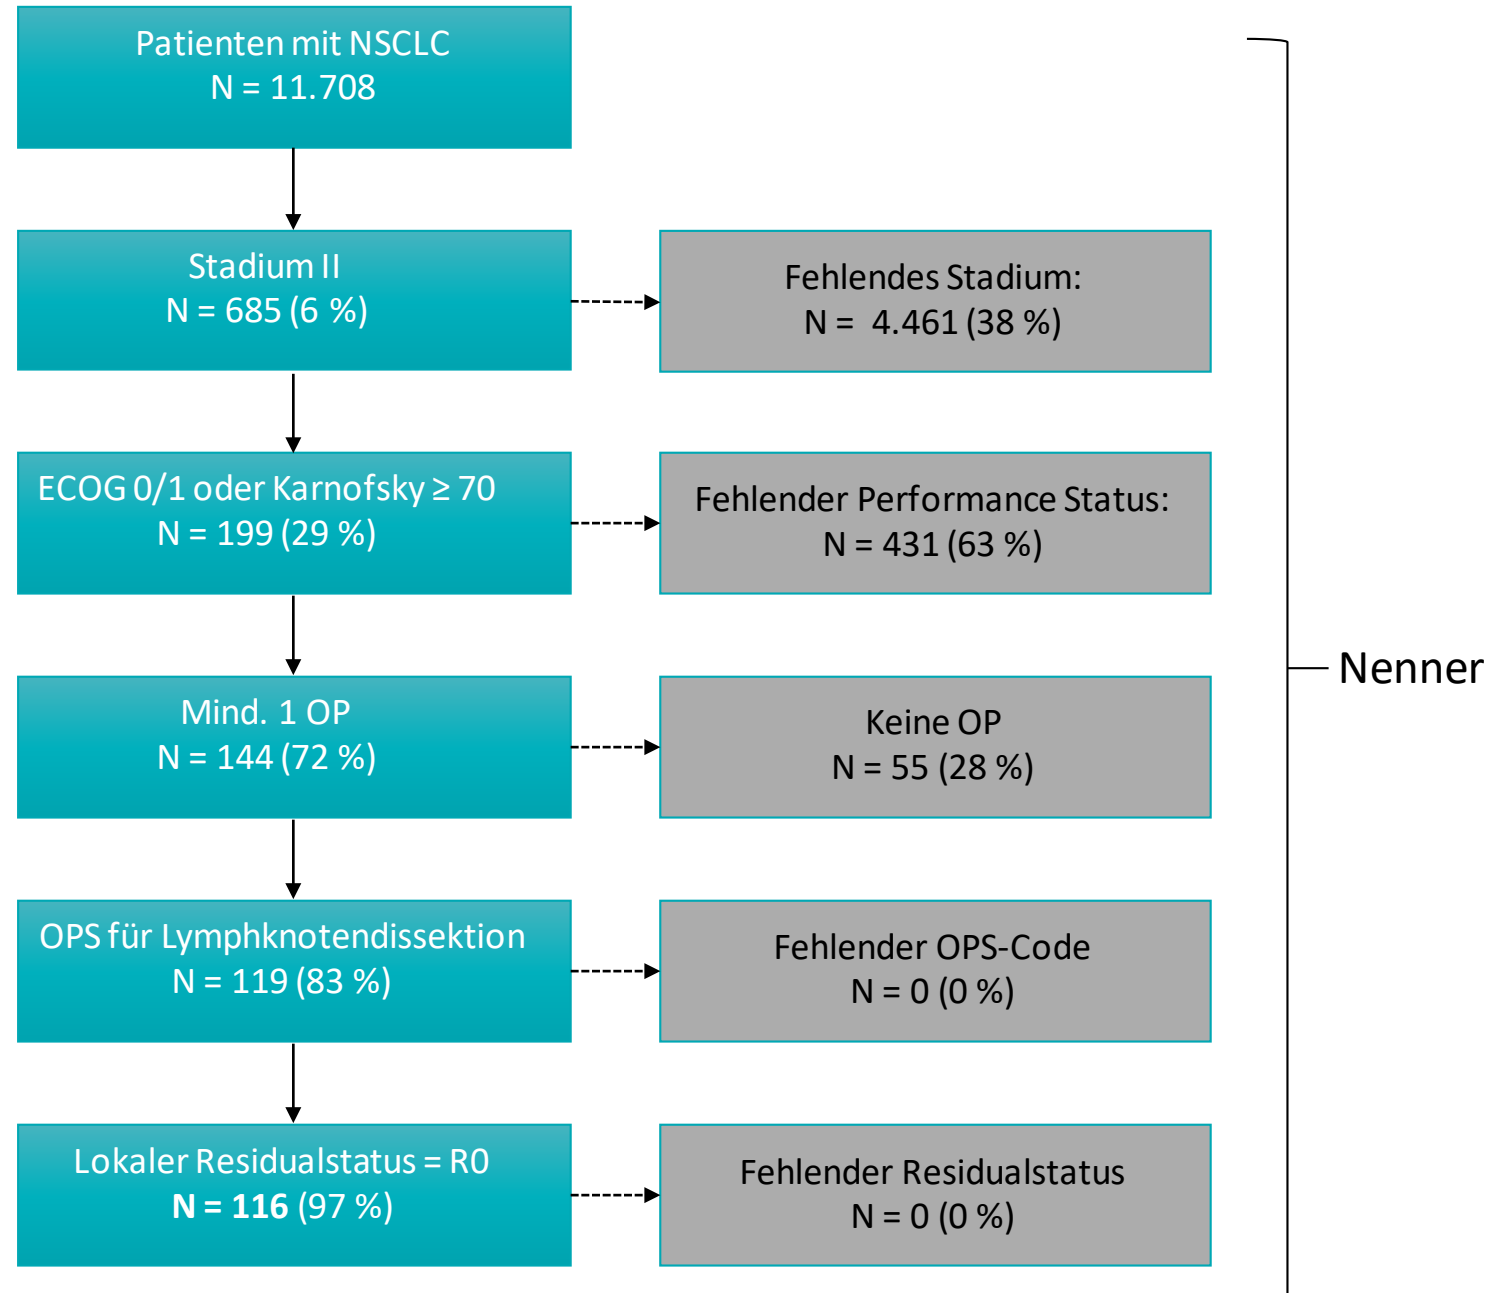 Patienten mit NSCLC
N = 11.708
Stadium II
N = 685 (6 %)
Fehlendes Stadium:
N = 4.461 (38 %)
ECOG 0/1 oder Karnofsky ≥ 70
N = 199 (29 %)
Fehlender Performance Status:
N = 431 (63 %)
Mind. 1 OP
N = 144 (72 %)
Keine OP
N = 55 (28 %)
Nenner
OPS für Lymphknotendissektion
N = 119 (83 %)
Fehlender OPS-Code
N = 0 (0 %)
Lokaler Residualstatus = R0
N = 116 (97 %)
Fehlender Residualstatus
N = 0 (0 %)